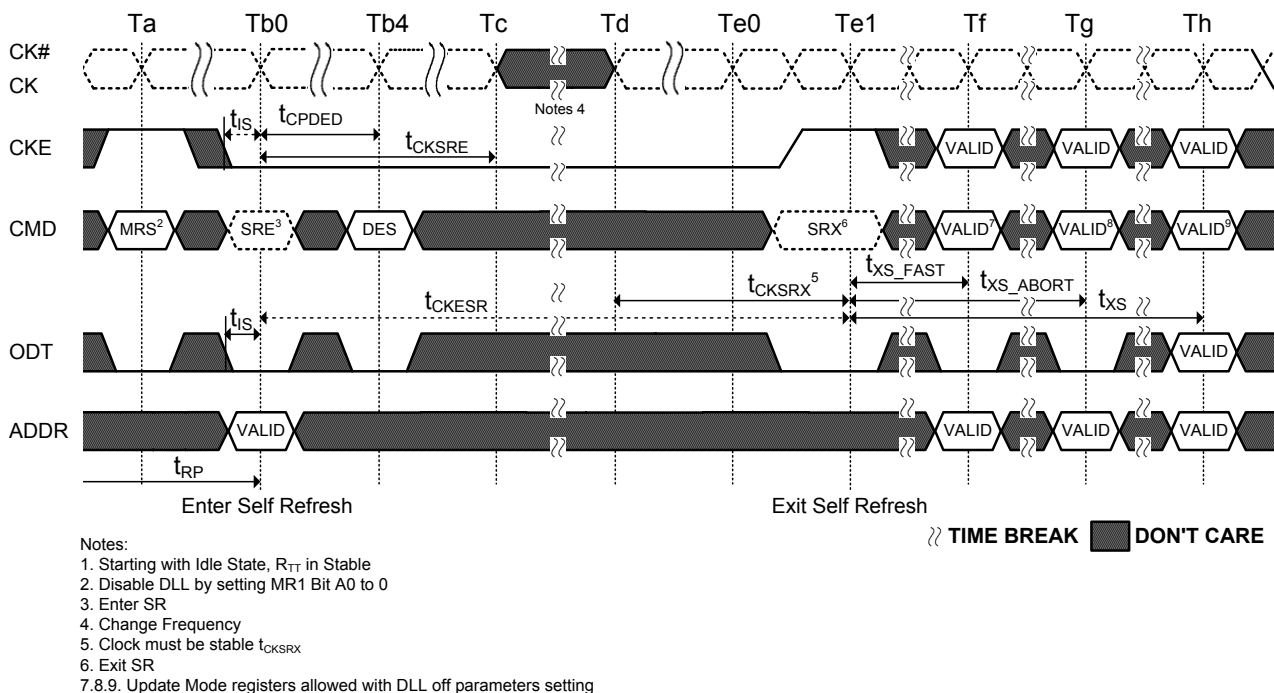 Ta Tb0 Tb4 Tc Td Te0 Te1 Tf Tg Th
CK#
CK
Notes 4
tIS tCPDED
tCKSRE
CKE VALID VALID VALID
CMD MRS2 SRE3 DES SRX6 VALID7 VALID8 VALID9
tXS_FAST
tCKSRX5 tXS_ABORT
tCKESR tXS
tIS
ODT VALID
ADDR VALID VALID VALID VALID
tRP
Enter Self Refresh Exit Self Refresh
TIME BREAK DON'T CARE
Notes:
1. Starting with Idle State, RTT in Stable
2. Disable DLL by setting MR1 Bit A0 to 0
3. Enter SR
4. Change Frequency
5. Clock must be stable tCKSRX
6. Exit SR
7.8.9. Update Mode registers allowed with DLL off parameters setting